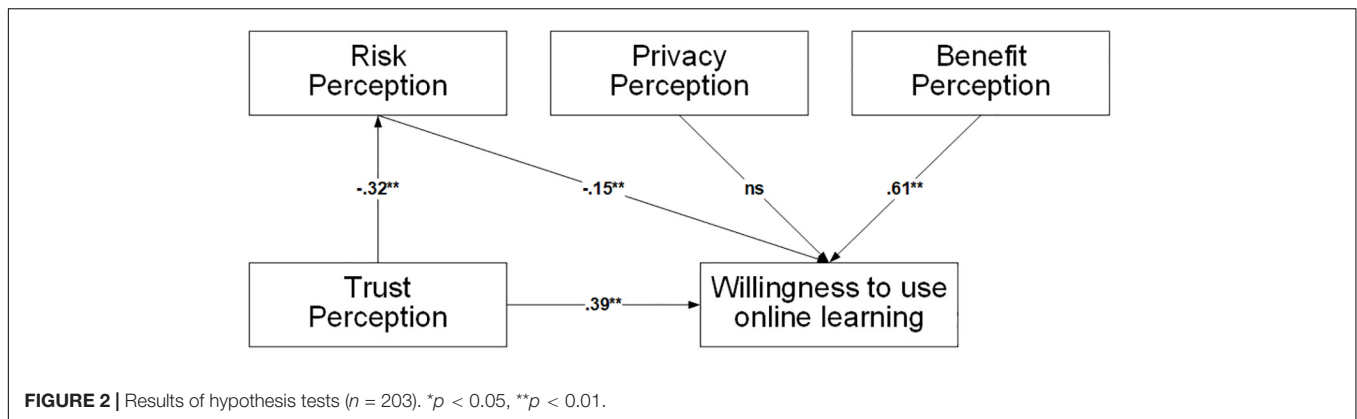 Risk
Perception
Privacy
Perception
Benefit
Perception
-.32**
-.15**
ns
.61**
Trust
Perception
.39**
Willingness to use
online learning
FIGURE 2 | Results of hypothesis tests (n = 203). *p < 0.05, **p < 0.01.